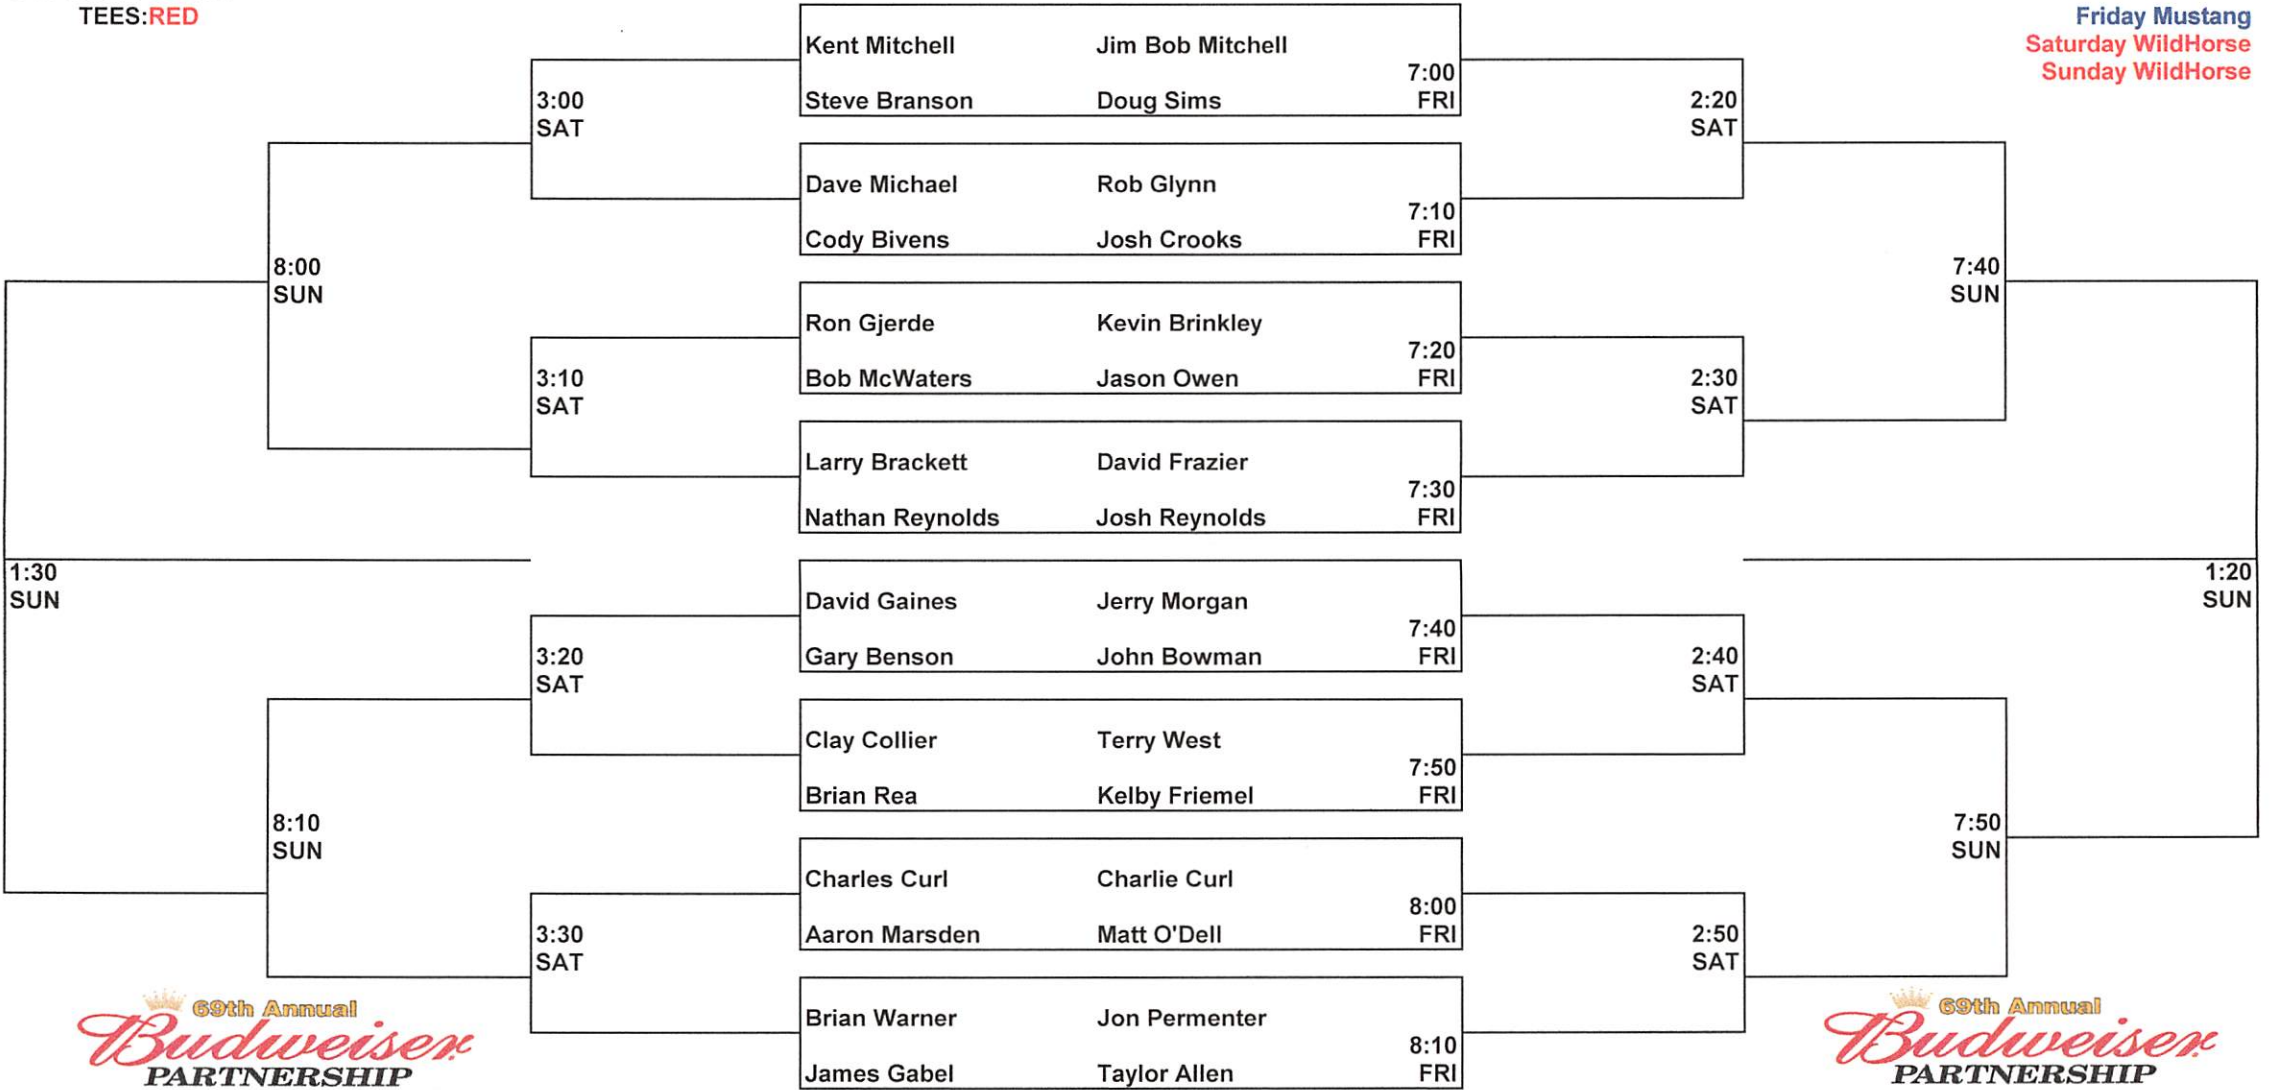 TEES:RED
Friday Mustang
Saturday WildHorse
Sunday WildHorse
Kent Mitchell Jim Bob Mitchell
7:00
Steve Branson Doug Sims FRI
3:00
SAT
2:20
SAT
Dave Michael Rob Glynn
7:10
Cody Bivens Josh Crooks FRI
8:00
SUN
7:40
SUN
Ron Gjerde Kevin Brinkley
7:20
Bob McWaters Jason Owen FRI
3:10
SAT
2:30
SAT
Larry Brackett David Frazier
7:30
Nathan Reynolds Josh Reynolds FRI
1:30
SUN
1:20
SUN
David Gaines Jerry Morgan
7:40
Gary Benson John Bowman FRI
3:20
SAT
2:40
SAT
Clay Collier Terry West
7:50
Brian Rea Kelby Friemel FRI
8:10
SUN
7:50
SUN
Charles Curl Charlie Curl
8:00
Aaron Marsden Matt O'Dell FRI
3:30
SAT
2:50
SAT
Brian Warner Jon Permenter
8:10
James Gabel Taylor Allen FRI
69th Annual
Budweiser
PARTNERSHIP
69th Annual
Budweiser
PARTNERSHIP